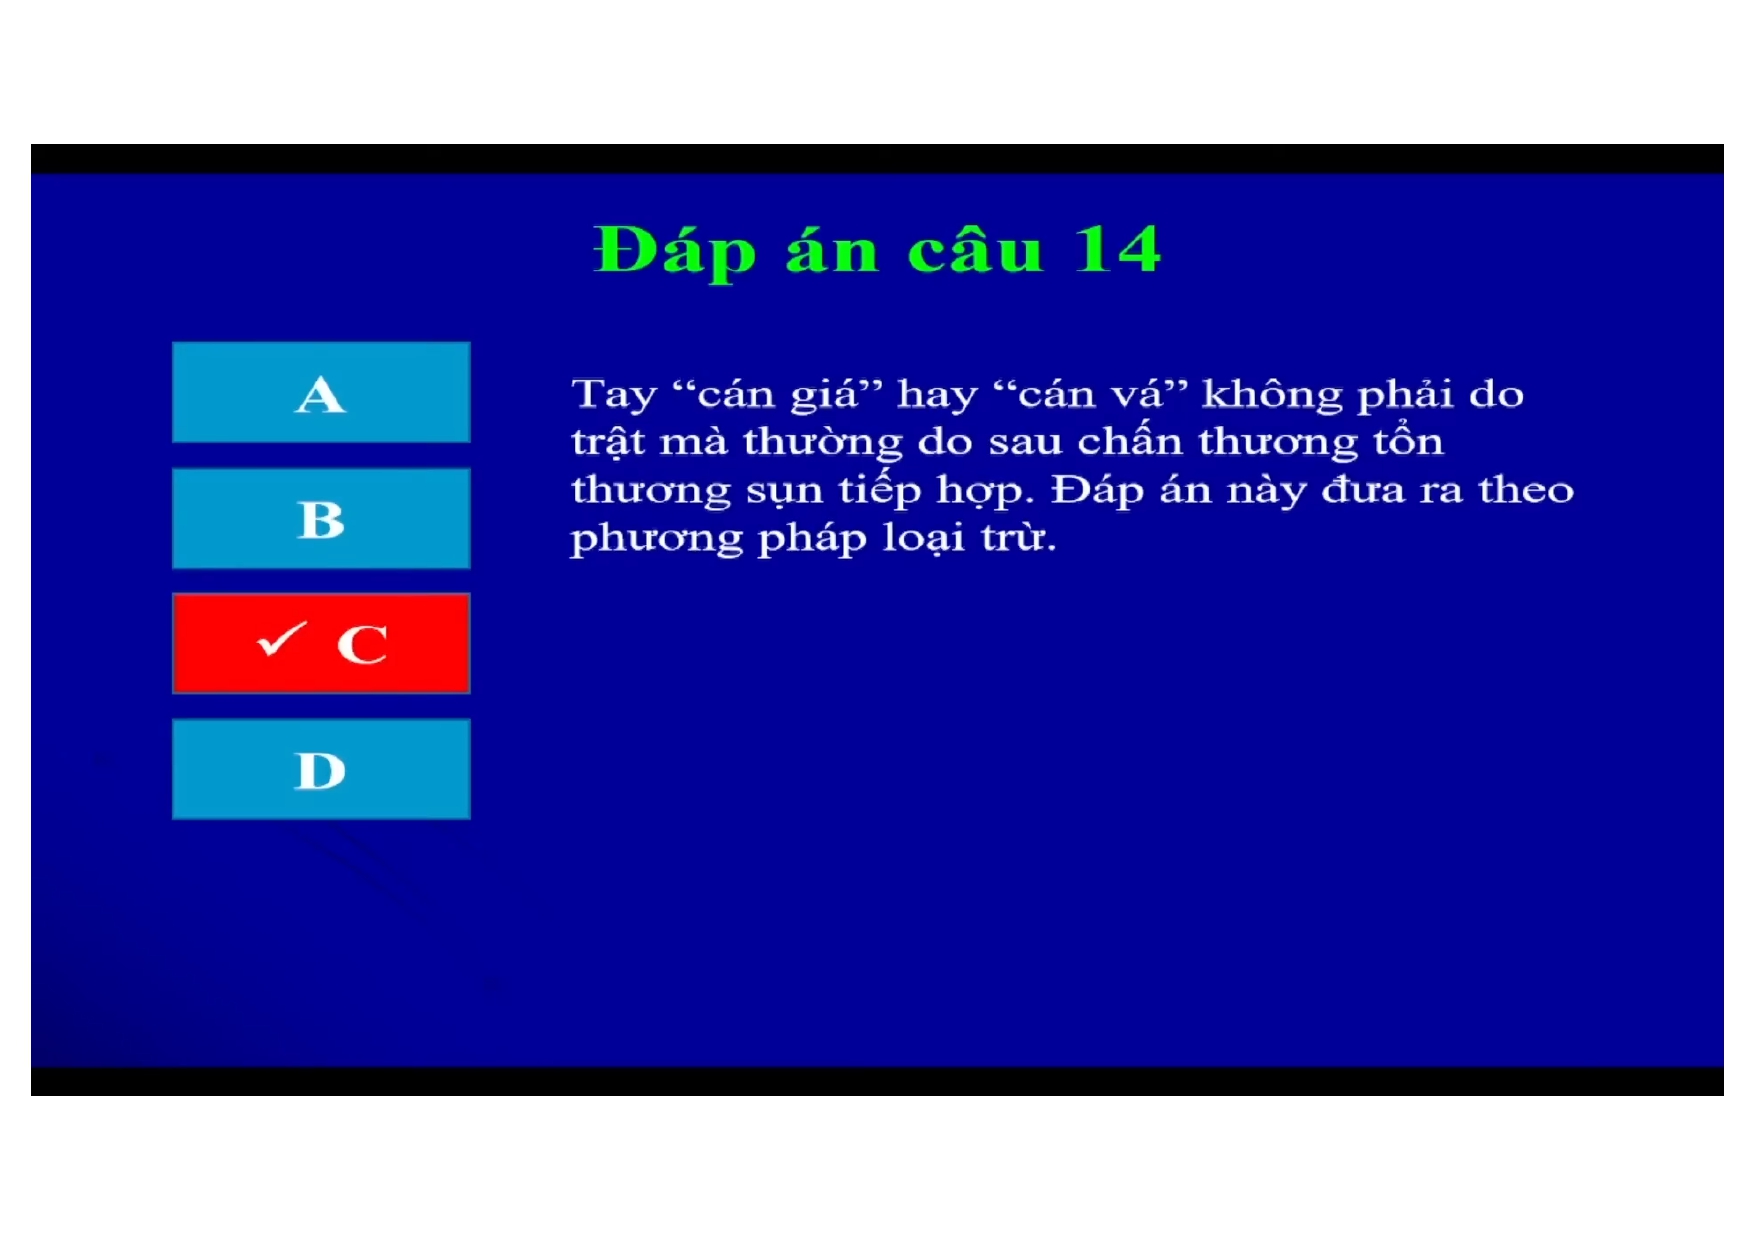 Đáp án câu 14
A
B
✓ C
D
Tay “cán giá” hay “cán vá” không phải do
trật mà thường do sau chấn thương tổn
thương sụn tiếp hợp. Đáp án này đưa ra theo
phương pháp loại trừ.